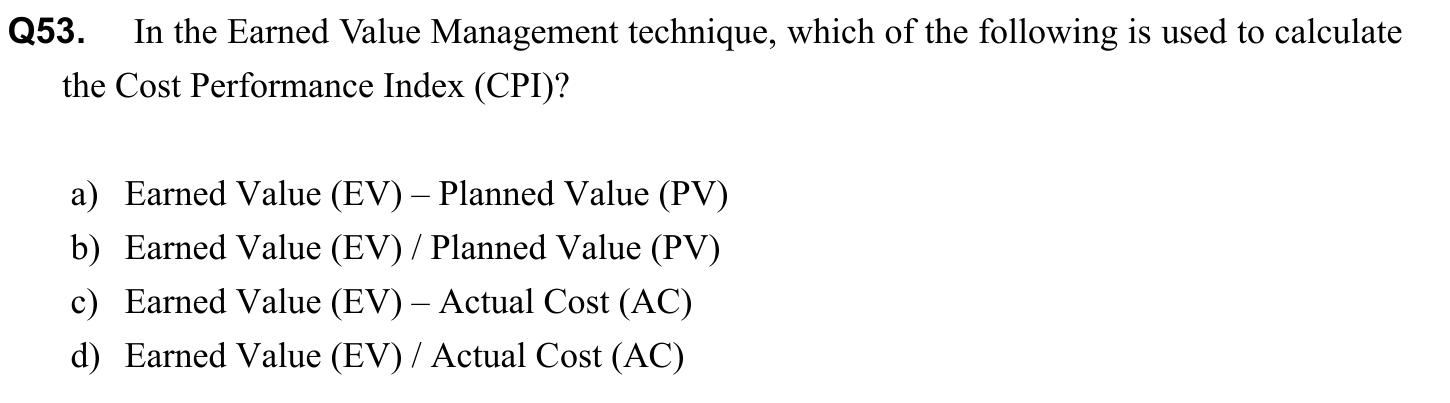 Q53. In the Earned Value Management technique, which of the following is used to calculate
the Cost Performance Index (CPI)?
a) Earned Value (EV) – Planned Value (PV)
b) Earned Value (EV) / Planned Value (PV)
c) Earned Value (EV) – Actual Cost (AC)
d) Earned Value (EV) / Actual Cost (AC)